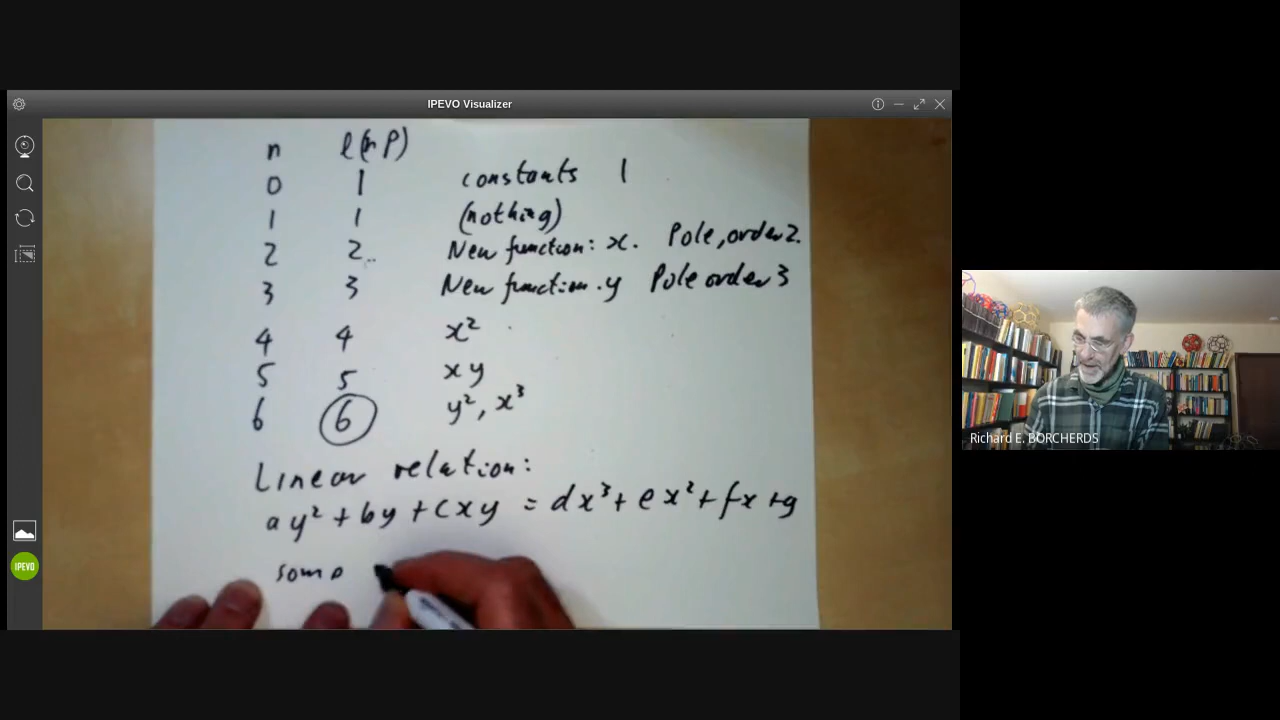 IPEVO Visualizer
n l(nP)
0 1 constants 1
1 1 (nothing)
2 2 New function: x. Pole, order 2.
3 3 New function. y Pole order 3
4 4 x²
5 5 xy
6 6 y², x³
Linear relation:
ay² + by + cxy = dx³ + ex² + fx + g
some
IPEVO
Richard E. BORCHERDS